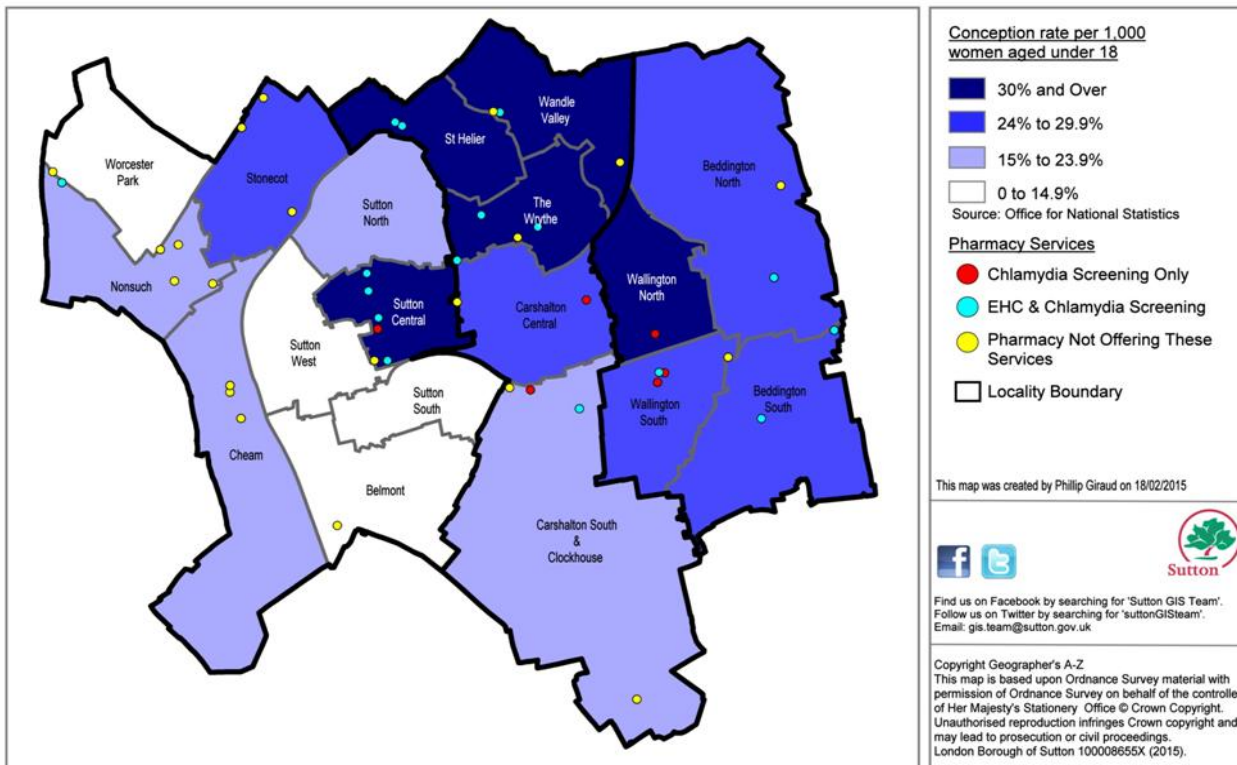 Wandle
Valley
St Helier
Worcester
Park
Stonecot
Beddington
North
Sutton
North
The
Wrythe
Nonsuch
Wallington
North
Sutton
Central
Carshalton
Central
Sutton
West
Sutton
South
Wallington
South
Beddington
South
Cheam
Belmont
Carshalton South
&
Clockhouse
Conception rate per 1,000
women aged under 18
30% and Over
24% to 29.9%
15% to 23.9%
0 to 14.9%
Source: Office for National Statistics
Pharmacy Services
Chlamydia Screening Only
EHC & Chlamydia Screening
Pharmacy Not Offering These
Services
Locality Boundary
This map was created by Phillip Giraud on 18/02/2015
f
t
Sutton
Find us on Facebook by searching for 'Sutton GIS Team'.
Follow us on Twitter by searching for 'suttonGISteam'.
Email: gis.team@sutton.gov.uk
Copyright Geographer's A-Z
This map is based upon Ordnance Survey material with
permission of Ordnance Survey on behalf of the controlle
of Her Majesty's Stationery Office © Crown Copyright.
Unauthorised reproduction infringes Crown copyright and
may lead to prosecution or civil proceedings.
London Borough of Sutton 100008655X (2015).